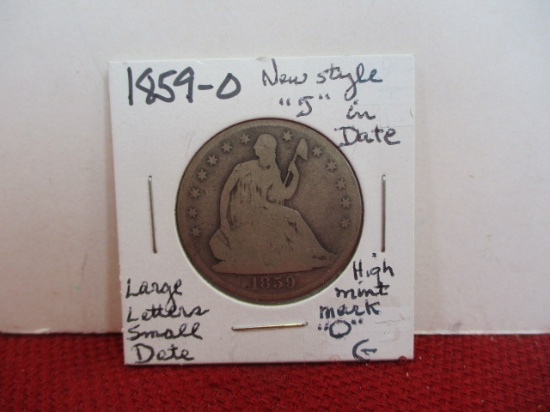 1859-O
New style
"5" in
Date
1859
Large
Letters
Small
Date
High
mint
mark
"O"